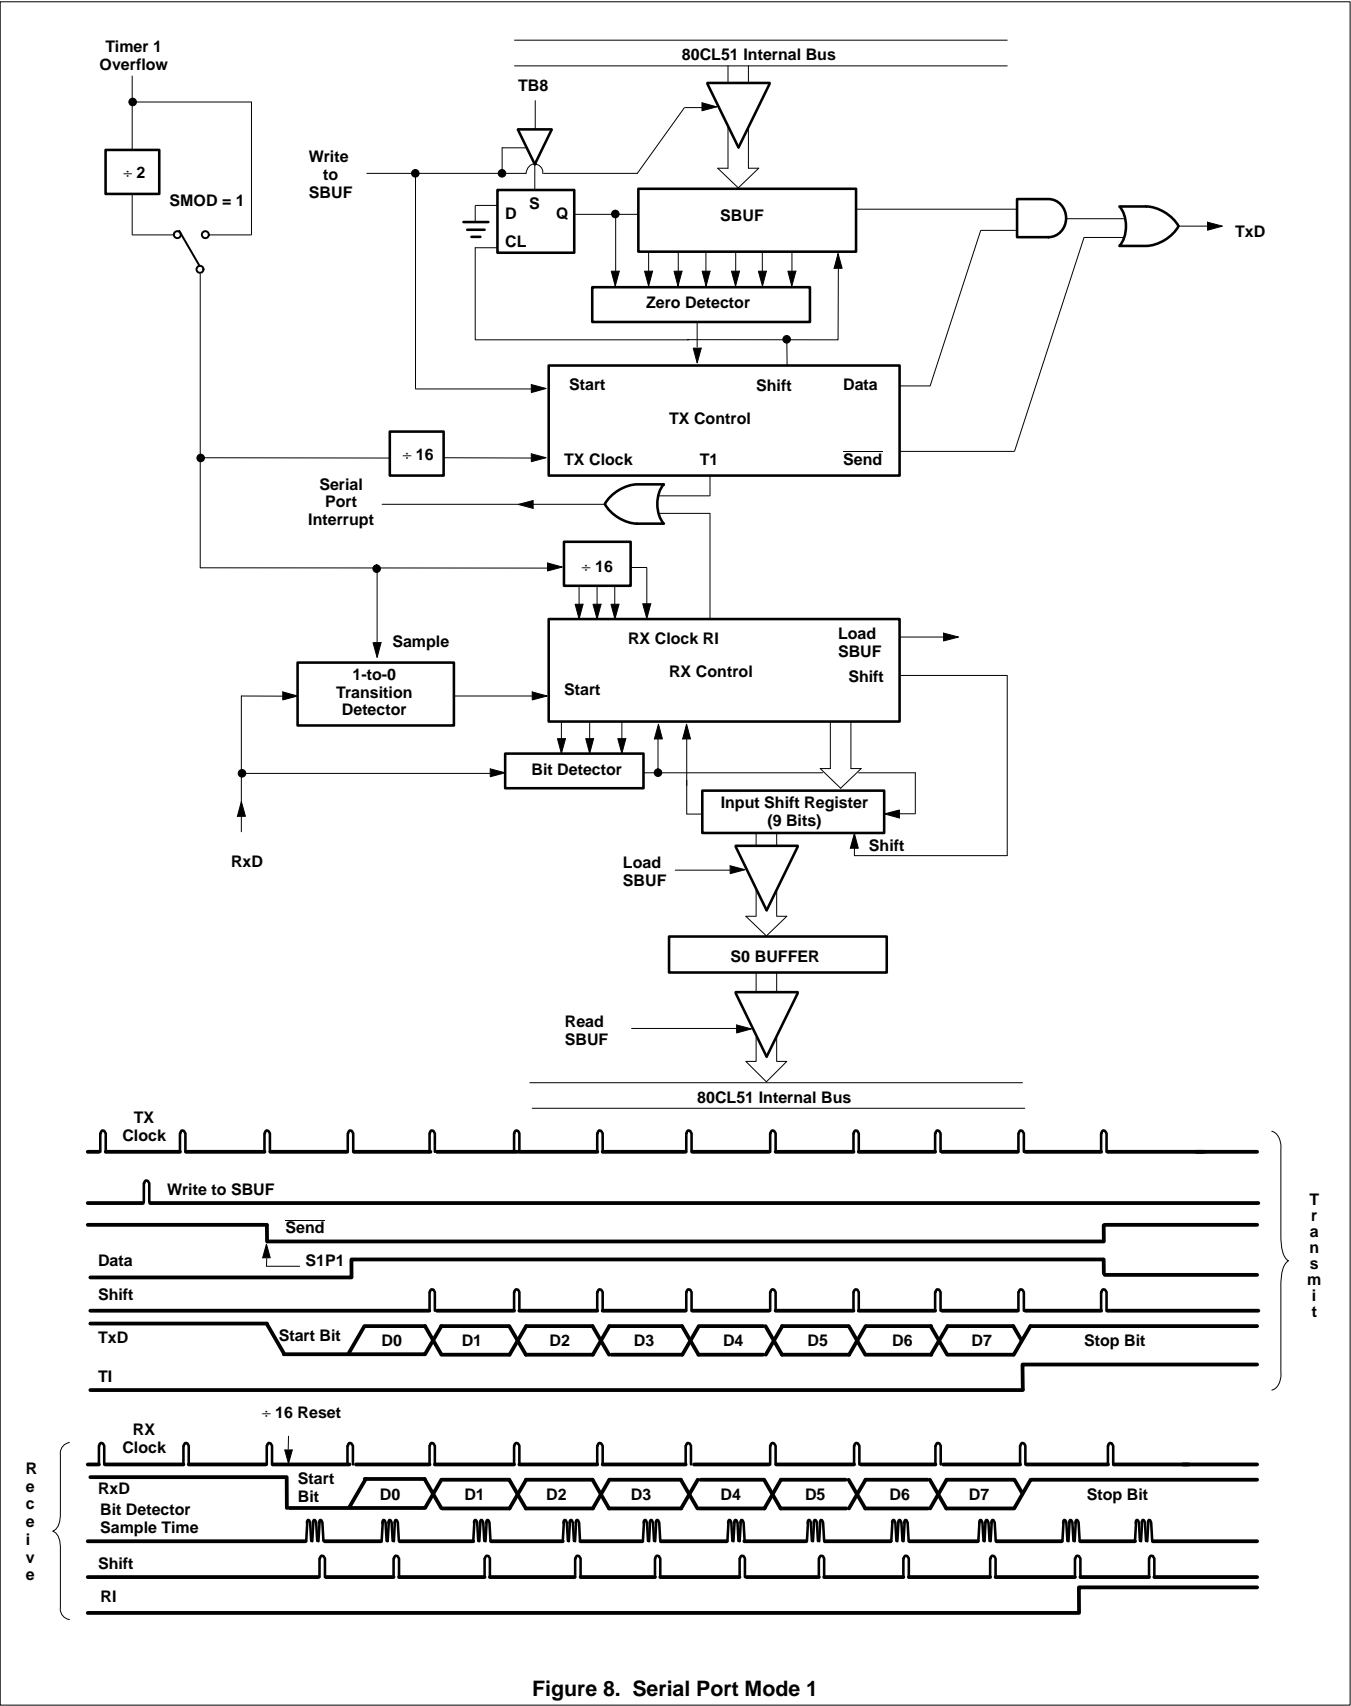 Timer 1
Overflow
80CL51 Internal Bus
TB8
÷ 2
Write
to
SBUF
SMOD = 1
D
S
Q
CL
SBUF
TxD
Zero Detector
Start
Shift
Data
TX Control
÷ 16
TX Clock
T1
Send
Serial
Port
Interrupt
÷ 16
Sample
RX Clock RI
Load
SBUF
RX Control
Shift
1-to-0
Transition
Detector
Start
Bit Detector
Input Shift Register
(9 Bits)
RxD
Shift
Load
SBUF
S0 BUFFER
Read
SBUF
80CL51 Internal Bus
TX
Clock
Write to SBUF
Send
Data
S1P1
Shift
TxD
Start Bit
D0
D1
D2
D3
D4
D5
D6
D7
Stop Bit
TI
Transmit
÷ 16 Reset
RX
Clock
RxD
Start
Bit
D0
D1
D2
D3
D4
D5
D6
D7
Stop Bit
Bit Detector
Sample Time
Shift
RI
Receive
Figure 8. Serial Port Mode 1